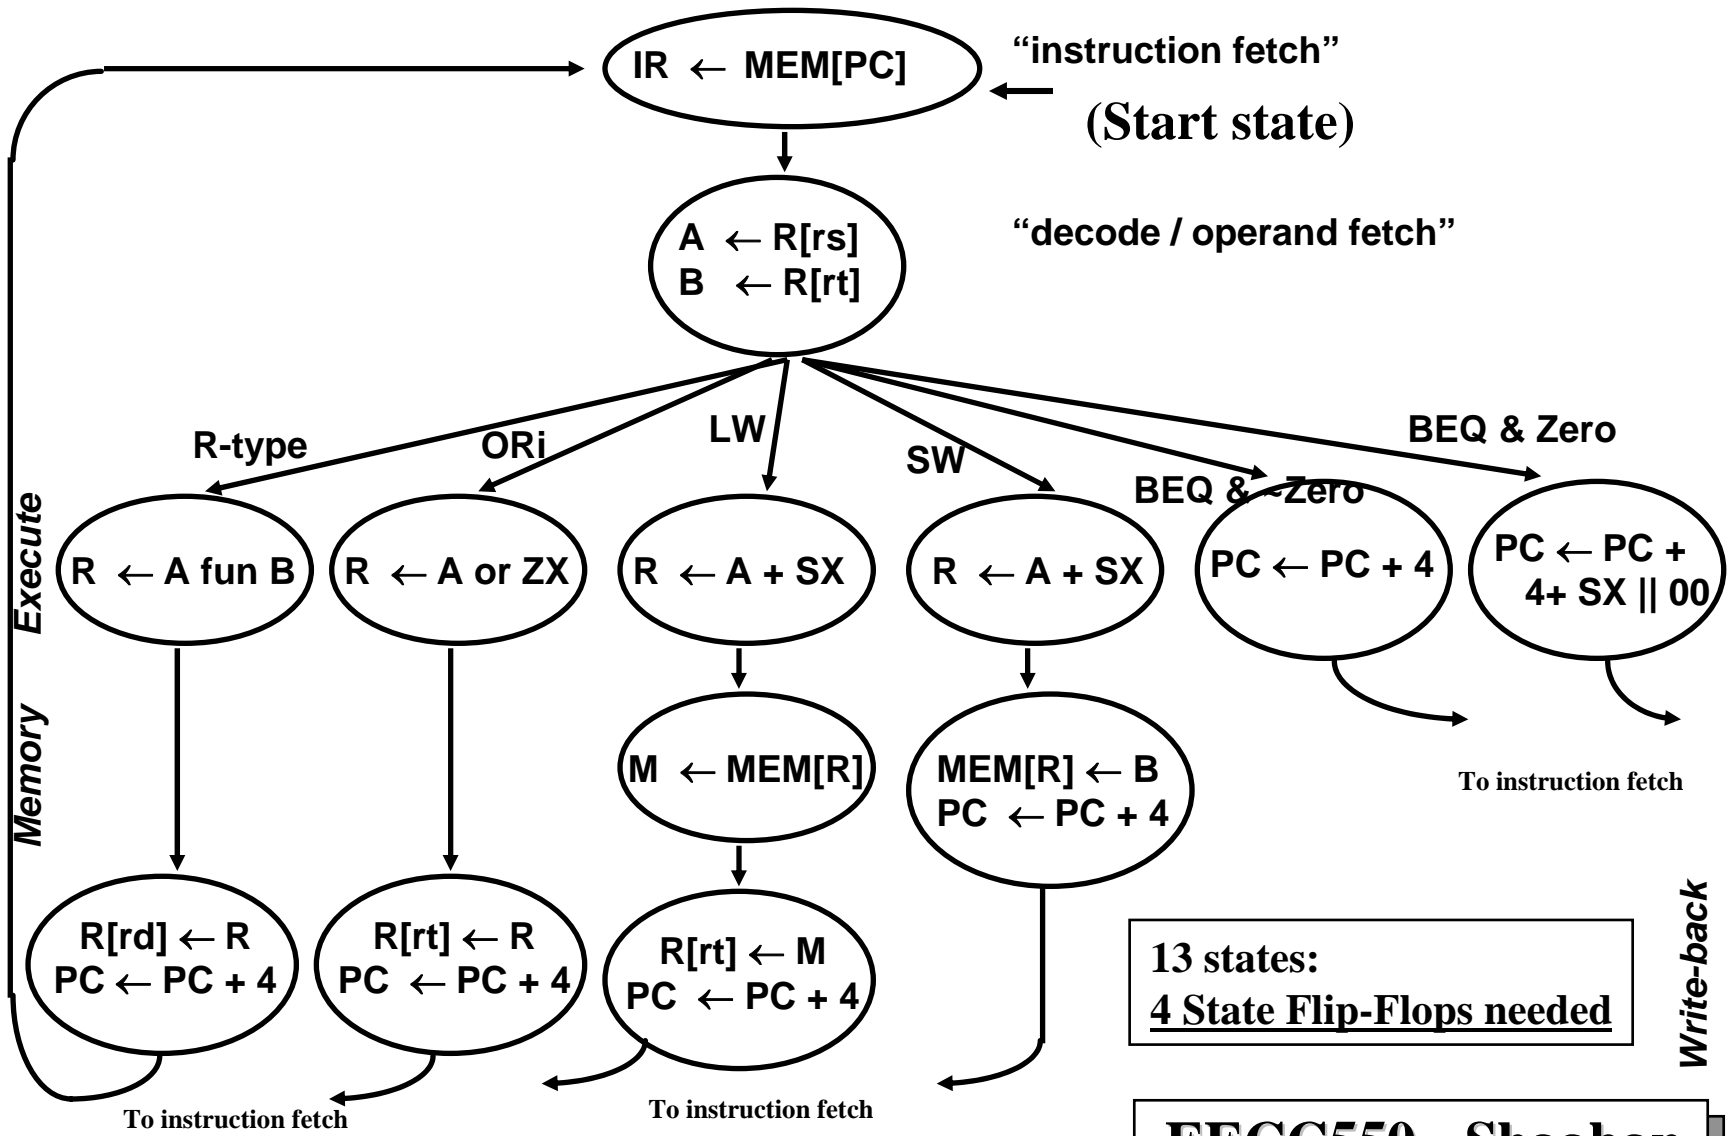 IR ← MEM[PC]
“instruction fetch”
(Start state)
A ← R[rs]
B ← R[rt]
“decode / operand fetch”
R-type
ORi
LW
SW
BEQ & ~Zero
BEQ & Zero
Execute
R ← A fun B
R ← A or ZX
R ← A + SX
R ← A + SX
PC ← PC + 4
PC ← PC +
4+ SX || 00
Memory
M ← MEM[R]
MEM[R] ← B
PC ← PC + 4
To instruction fetch
R[rd] ← R
PC ← PC + 4
R[rt] ← R
PC ← PC + 4
R[rt] ← M
PC ← PC + 4
13 states:
4 State Flip-Flops needed
Write-back
To instruction fetch
To instruction fetch
EECC550 - Shaaban